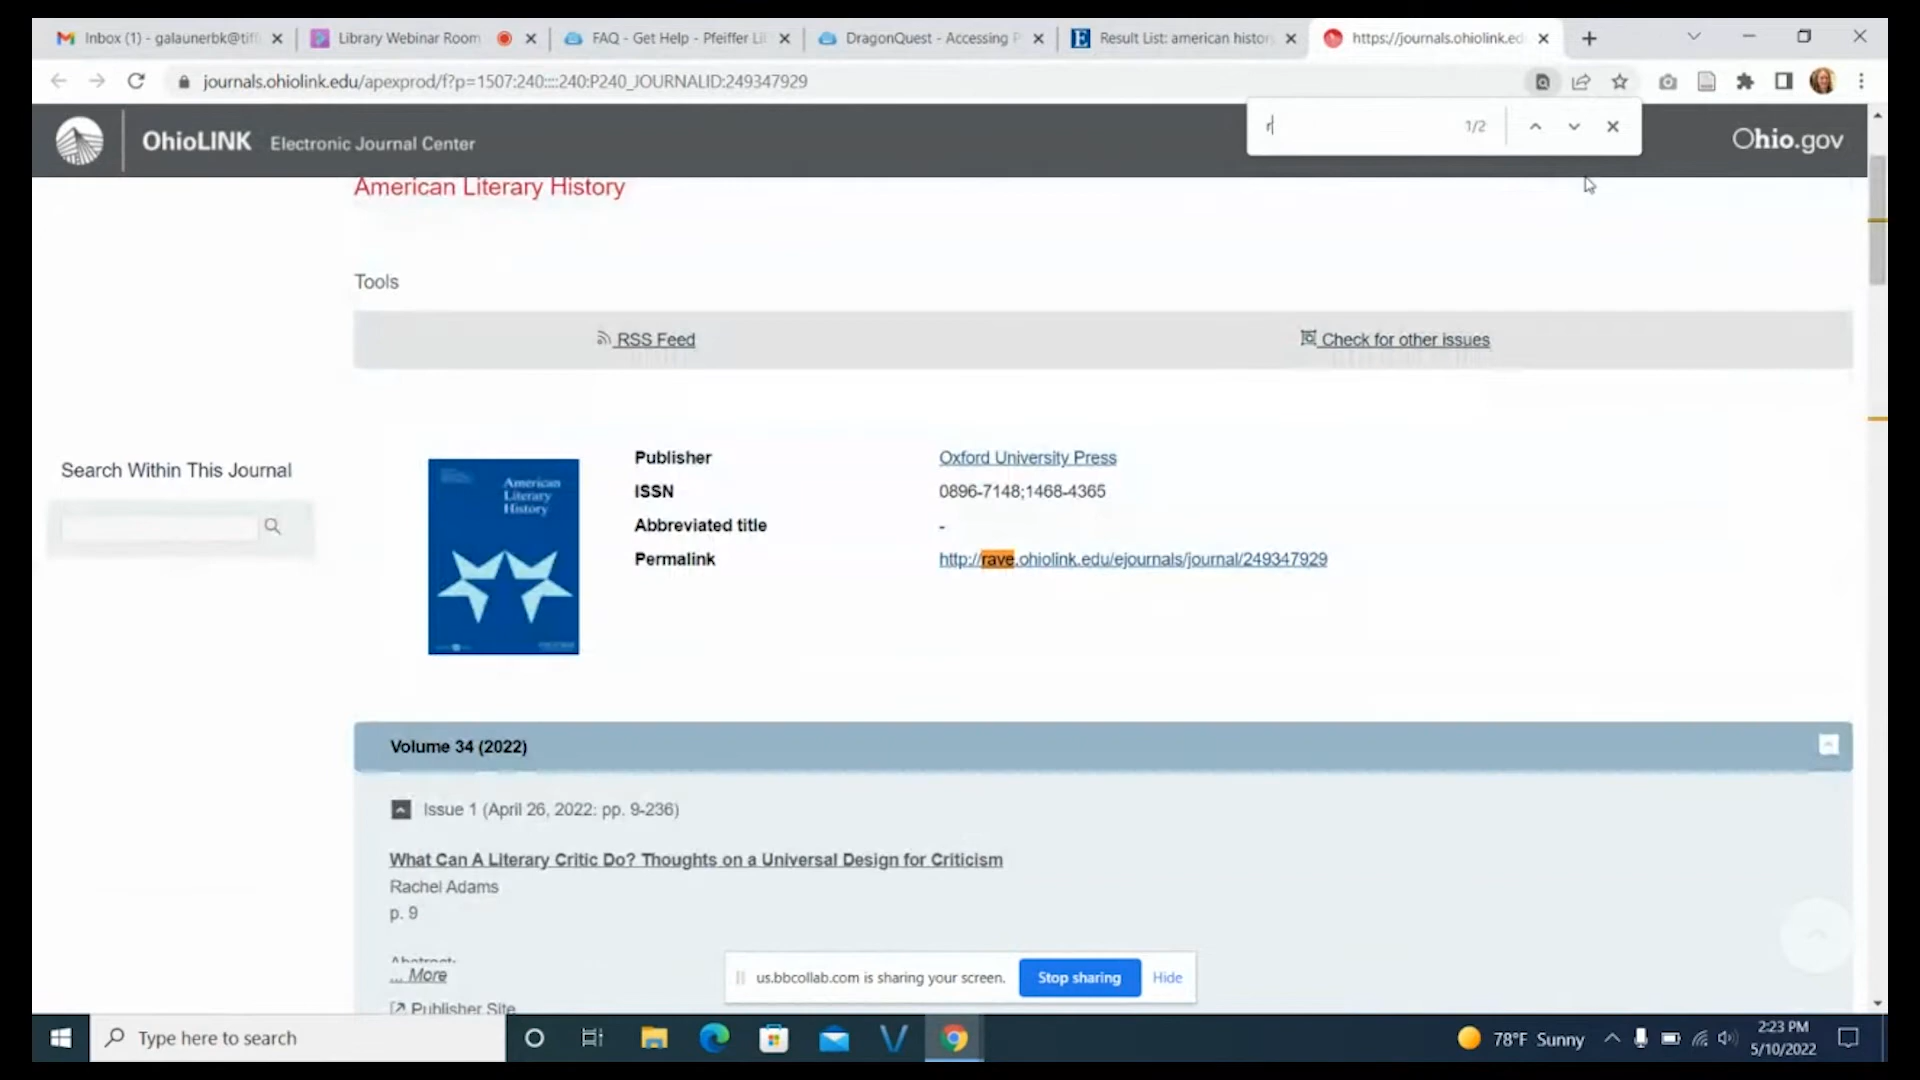 Inbox (1) - galaunerbk@tiff
Library Webinar Room
FAQ - Get Help - Pfeiffer Li
DragonQuest - Accessing P
Result List: american histor
https://journals.ohiolink.ed
journals.ohiolink.edu/apexprod/f?p=1507:240::::240:P240_JOURNALID:249347929
r
1/2
OhioLINK Electronic Journal Center
Ohio.gov
American Literary History
Tools
RSS Feed
Check for other issues
Search Within This Journal
American
Literary
History
Publisher Oxford University Press
ISSN 0896-7148;1468-4365
Abbreviated title -
Permalink http://rave.ohiolink.edu/ejournals/journal/249347929
Volume 34 (2022)
Issue 1 (April 26, 2022: pp. 9-236)
What Can A Literary Critic Do? Thoughts on a Universal Design for Criticism
Rachel Adams
p. 9
Abstract:
... More
Publisher Site
us.bbcollab.com is sharing your screen.
Stop sharing
Hide
Type here to search
78°F Sunny
2:23 PM
5/10/2022